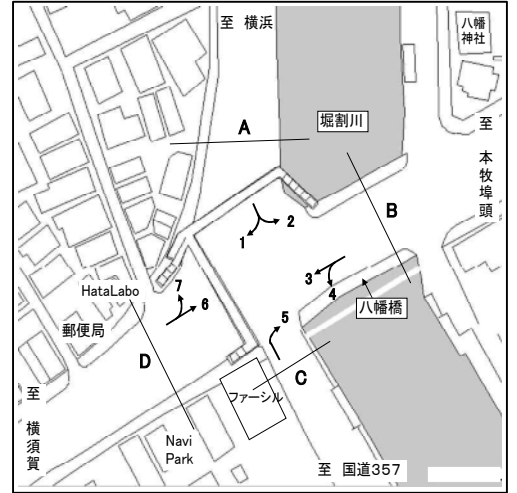 至 横浜
八幡
神社
A
堀割川
至 本牧埠頭
B
1
2
3
4
八幡橋
7
HataLabo
6
5
郵便局
D
C
ファーシル
至 横須賀
Navi
Park
至 国道357